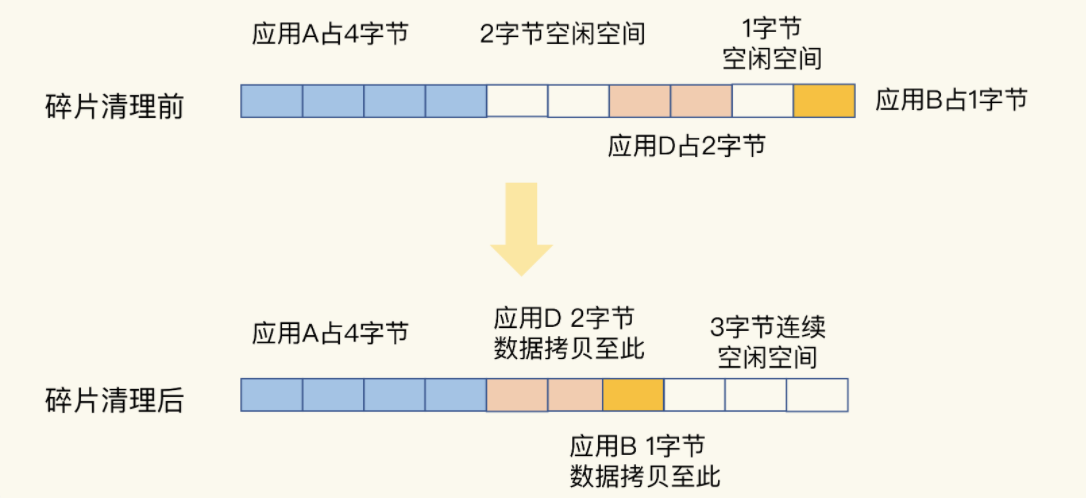 应用A占4字节
2字节空闲空间
1字节
空闲空间
碎片清理前
应用B占1字节
应用D占2字节
应用A占4字节
应用D 2字节
数据拷贝至此
3字节连续
空闲空间
碎片清理后
应用B 1字节
数据拷贝至此